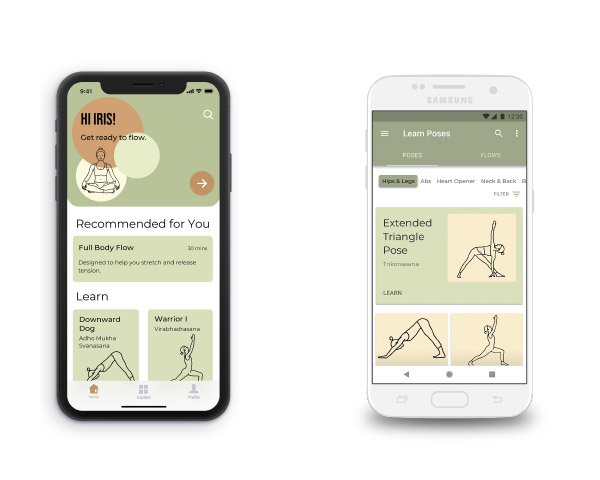 9:41
HI IRIS!
Get ready to flow.
Recommended for You
Full Body Flow
30 mins
Designed to help you stretch and release
tension.
Learn
Downward
Dog
Adho Mukha
Svanasana
Warrior I
Virabhadrasana
Home
Explore
Profile
SAMSUNG
12:30
Learn Poses
POSES
FLOWS
Hips & Legs
Abs
Heart Opener
Neck & Back
B
FILTER
Extended
Triangle
Pose
Trikonasana
LEARN